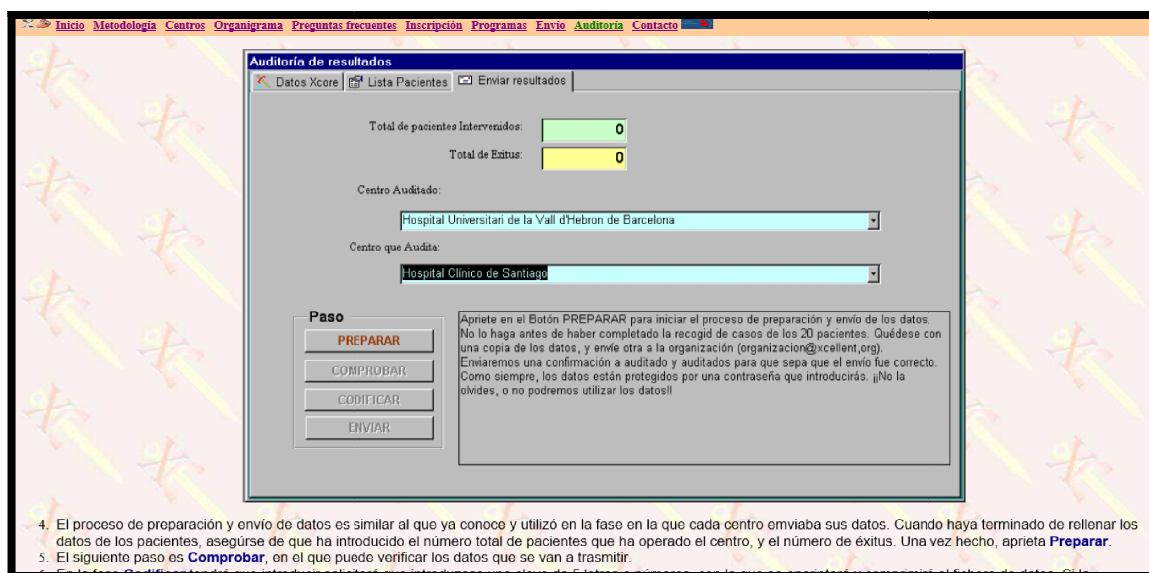 Inicio Metodología Centros Organigrama Preguntas frecuentes Inscripción Programas Envío Auditoría Contacto
Auditoría de resultados
Datos Xcore Lista Pacientes Enviar resultados
Total de pacientes Intervenidos: 0
Total de Exitus: 0
Centro Auditado:
Hospital Universitari de la Vall d'Hebron de Barcelona
Centro que Audita:
Hospital Clínico de Santiago
Paso
PREPARAR
COMPROBAR
CODIFICAR
ENVIAR
Apriete en el Botón PREPARAR para iniciar el proceso de preparación y envío de los datos.
No lo haga antes de haber completado la recogid de casos de los 20 pacientes. Quédese con
una copia de los datos, y envíe otra a la organización (organizacion@xcellent,org).
Enviaremos una confirmación a auditado y auditados para que sepa que el envío fue correcto.
Como siempre, los datos están protegidos por una contraseña que introducirás. ¡¡No la
olvides, o no podremos utilizar los datos!!
4. El proceso de preparación y envío de datos es similar al que ya conoce y utilizó en la fase en la que cada centro emviaba sus datos. Cuando haya terminado de rellenar los
datos de los pacientes, asegúrse de que ha introducido el número total de pacientes que ha operado el centro, y el número de éxitus. Una vez hecho, aprieta Preparar.
5. El siguiente paso es Comprobar, en el que puede verificar los datos que se van a trasmitir.